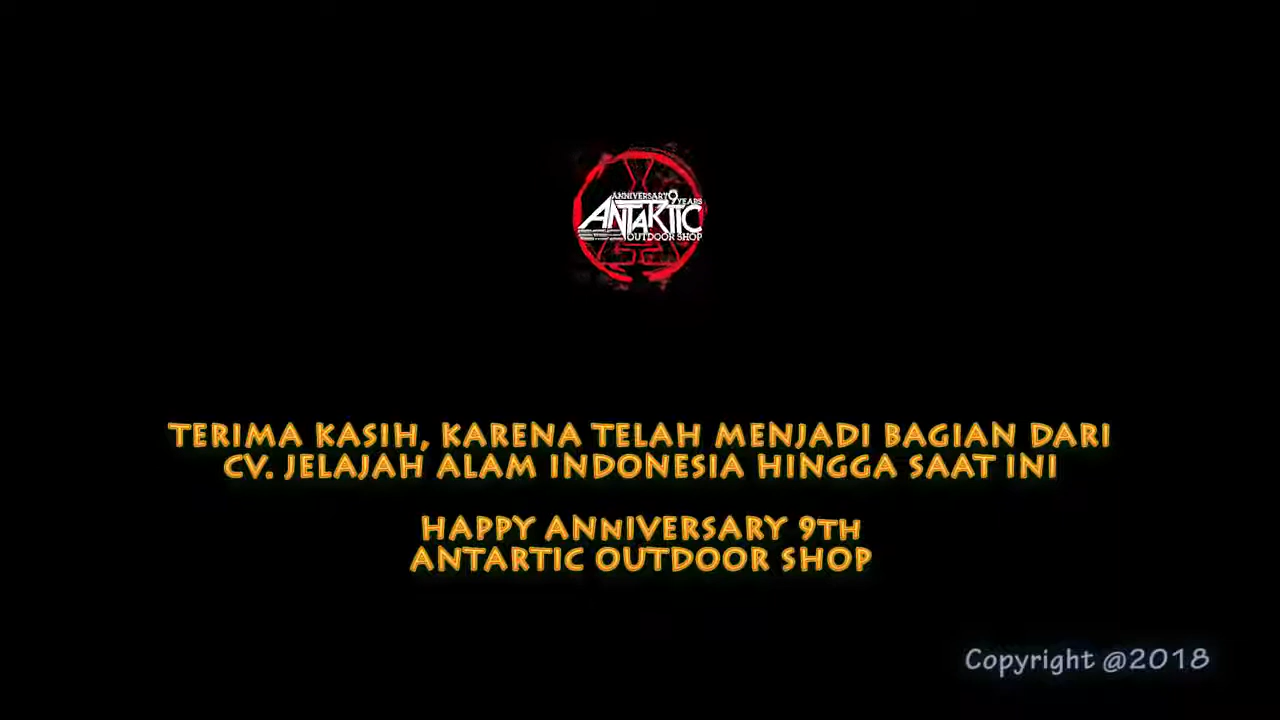 ANNIVERSARY 9 YEARS
ANTARTIC
OUTDOOR SHOP
TERIMA KASIH, KARENA TELAH MENJADI BAGIAN DARI
CV. JELAJAH ALAM INDONESIA HINGGA SAAT INI
HAPPY ANNIVERSARY 9TH
ANTARTIC OUTDOOR SHOP
Copyright @2018